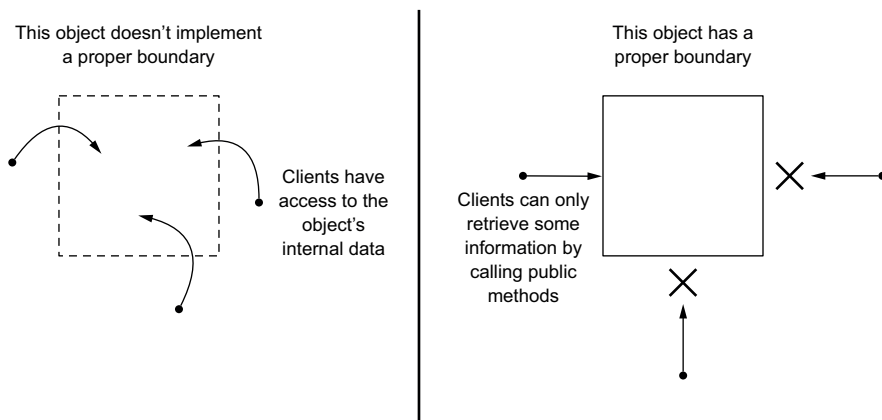 This object doesn't implement
a proper boundary
Clients have
access to the
object's
internal data
This object has a
proper boundary
Clients can only
retrieve some
information by
calling public
methods